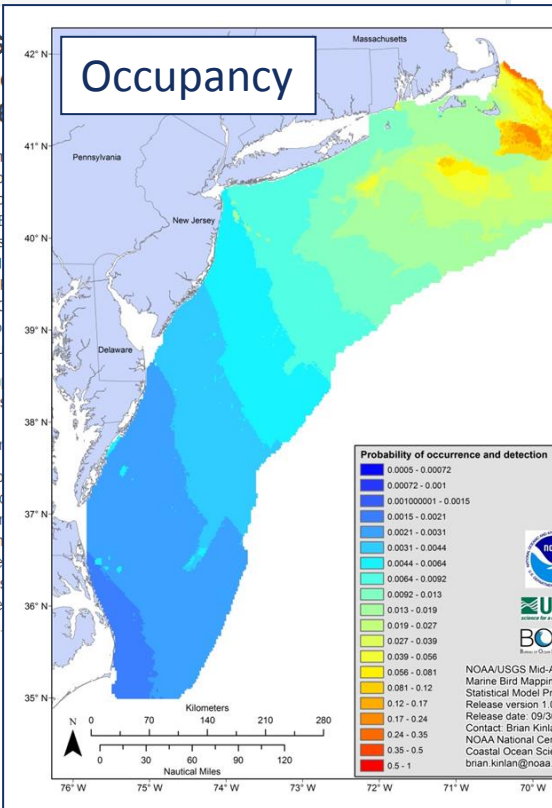 Occupancy
Massachusetts
Pennsylvania
New Jersey
Delaware
42° N
41° N
40° N
39° N
38° N
37° N
36° N
35° N
76° W
75° W
74° W
73° W
72° W
71° W
70° W
N
Kilometers
0 70 140 210 280
0 30 60 90 120
Nautical Miles
Probability of occurrence and detection
0.0005 - 0.00072
0.00072 - 0.001
0.001000001 - 0.0015
0.0015 - 0.0021
0.0021 - 0.0031
0.0031 - 0.0044
0.0044 - 0.0064
0.0064 - 0.0092
0.0092 - 0.013
0.013 - 0.019
0.019 - 0.027
0.027 - 0.039
0.039 - 0.056
0.056 - 0.081
0.081 - 0.12
0.12 - 0.17
0.17 - 0.24
0.24 - 0.35
0.35 - 0.5
0.5 - 1
NOAA/USGS Mid-A
Marine Bird Mappin
Statistical Model Pr
Release version 1.0
Release date: 09/3
Contact: Brian Kinla
NOAA National Ce
Coastal Ocean Scie
brian.kinlan@noaa.